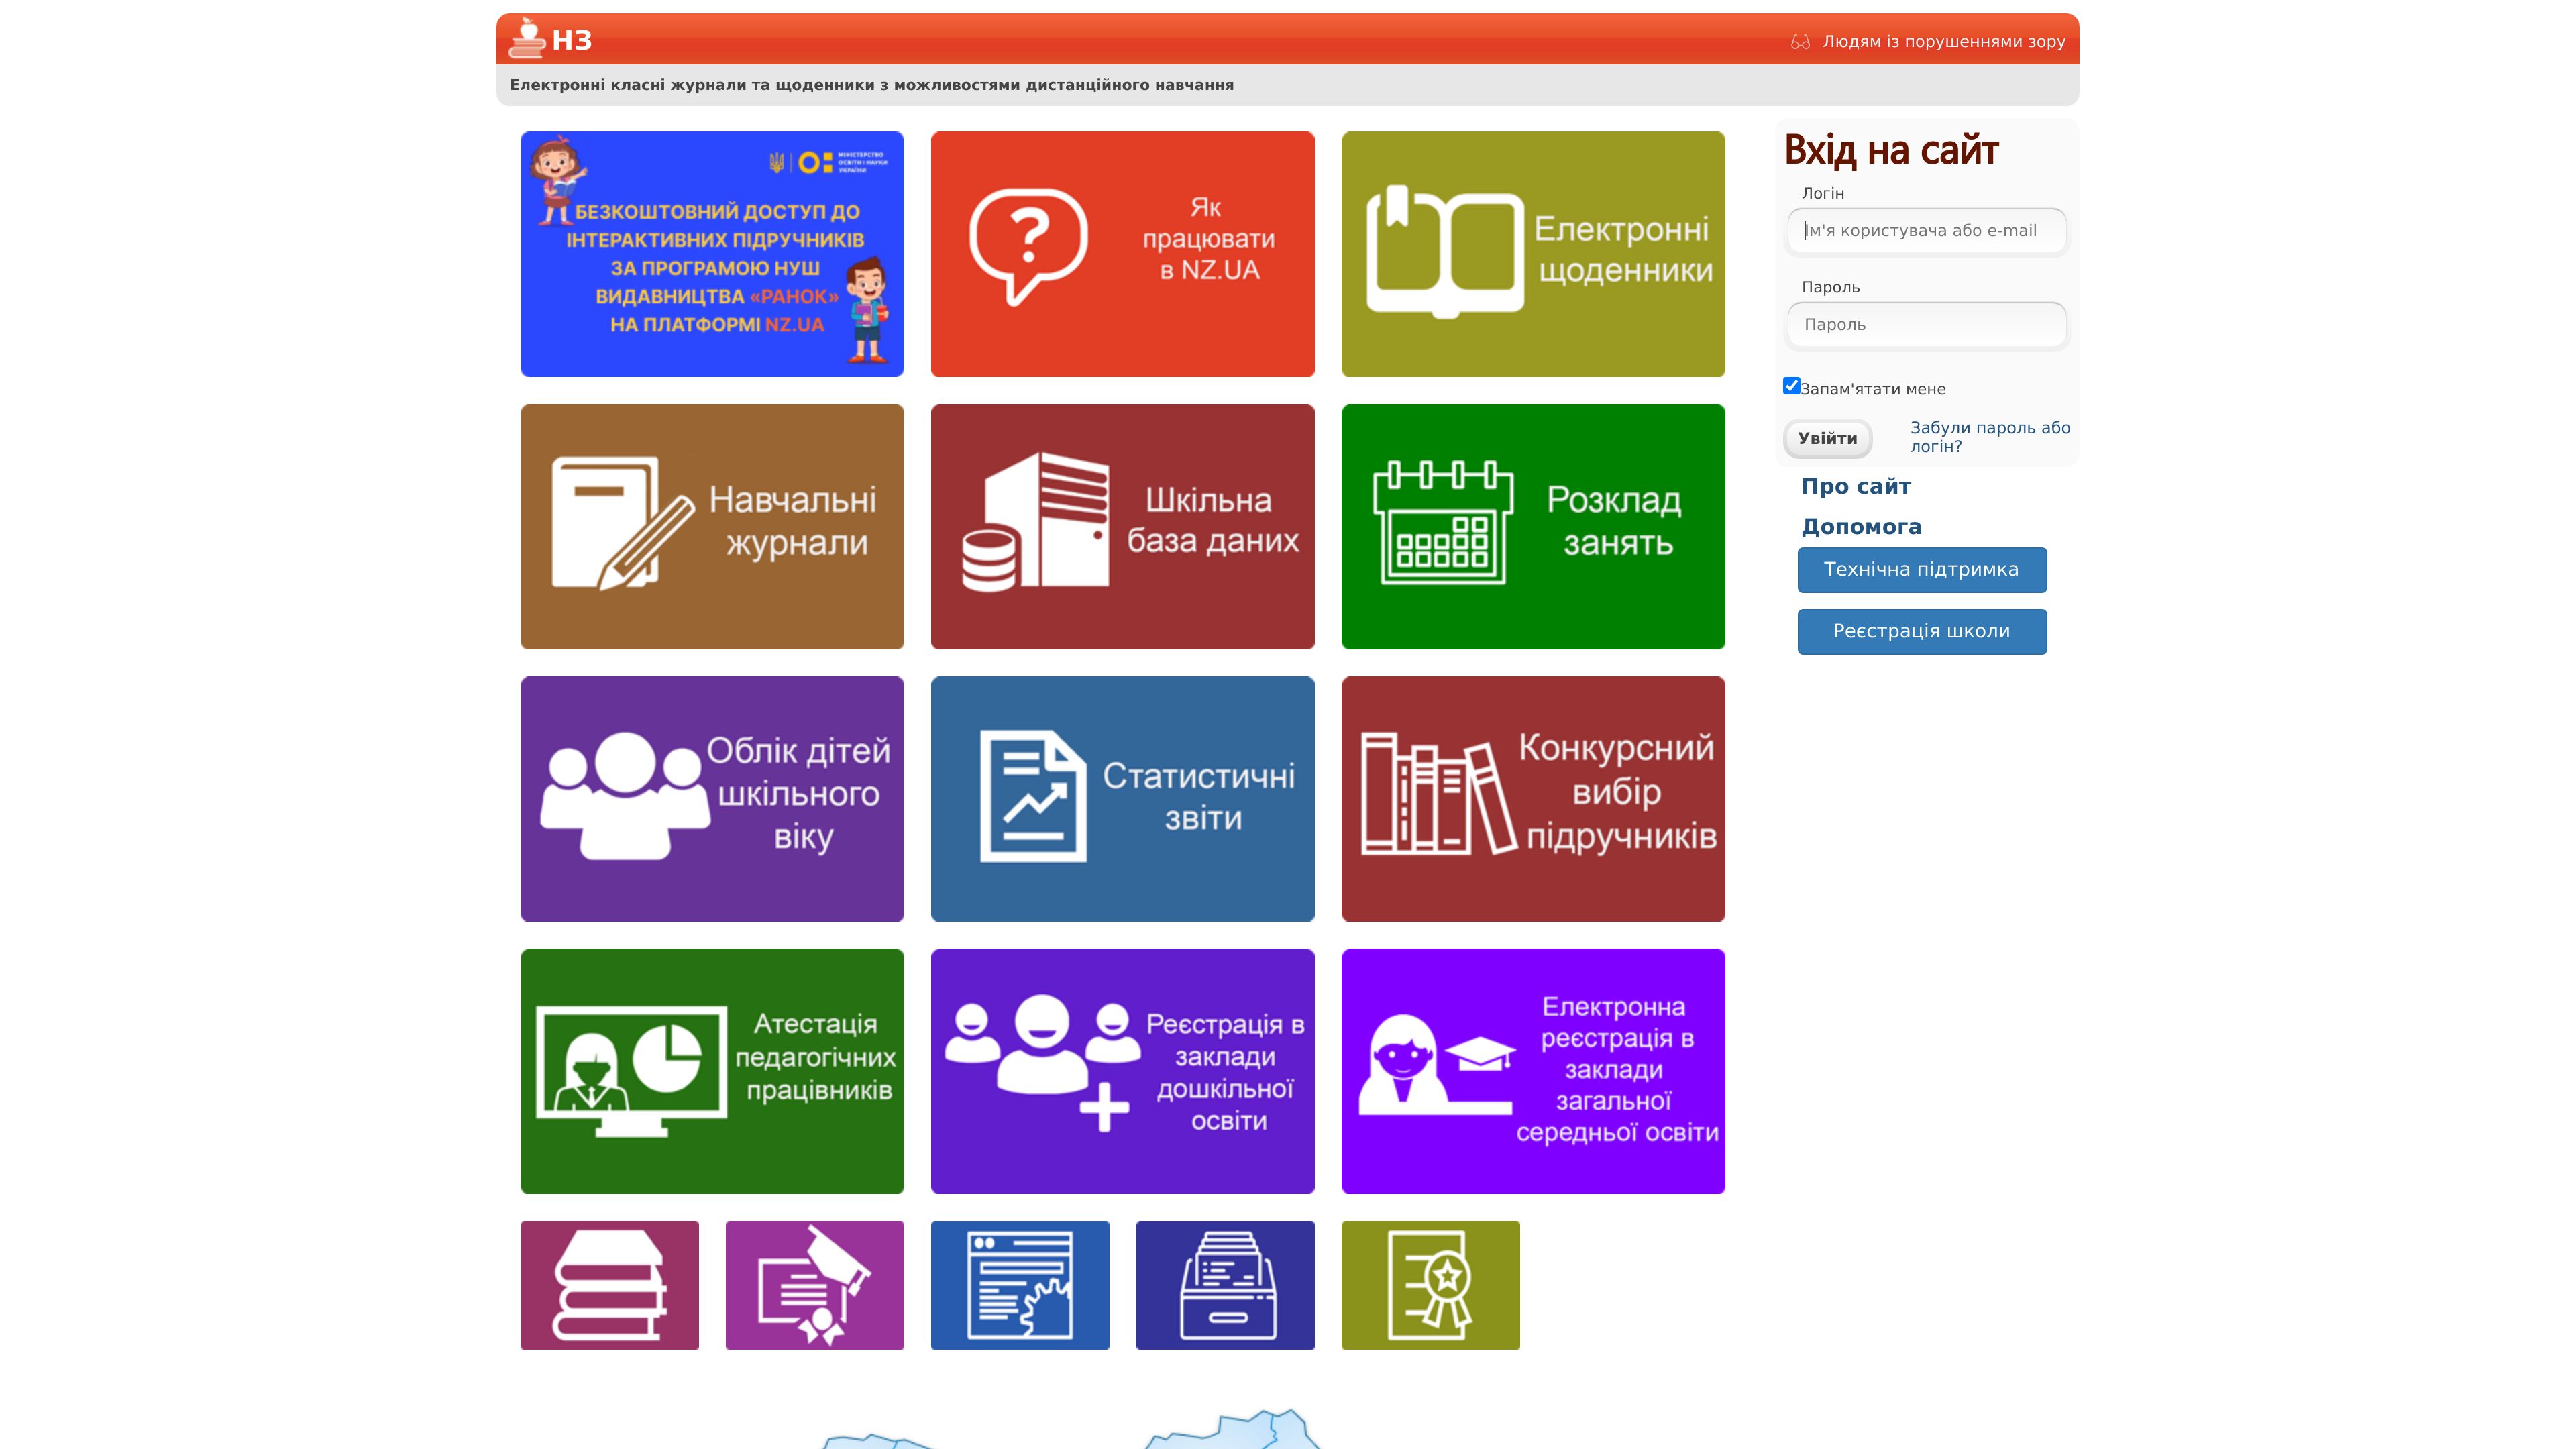 НЗ
Людям із порушеннями зору
Електронні класні журнали та щоденники з можливостями дистанційного навчання
МІНІСТЕРСТВО
ОСВІТИ І НАУКИ
УКРАЇНИ
БЕЗКОШТОВНИЙ ДОСТУП ДО
ІНТЕРАКТИВНИХ ПІДРУЧНИКІВ
ЗА ПРОГРАМОЮ НУШ
ВИДАВНИЦТВА «РАНОК»
НА ПЛАТФОРМІ NZ.UA
Як
працювати
в NZ.UA
Електронні
щоденники
Навчальні
журнали
Шкільна
база даних
Розклад
занять
Облік дітей
шкільного
віку
Статистичні
звіти
Конкурсний
вибір
підручників
Атестація
педагогічних
працівників
Реєстрація в
заклади
дошкільної
освіти
Електронна
реєстрація в
заклади
загальної
середньої освіти
Вхід на сайт
Логін
Ім'я користувача або e-mail
Пароль
Пароль
Запам'ятати мене
Увійти
Забули пароль або
логін?
Про сайт
Допомога
Технічна підтримка
Реєстрація школи